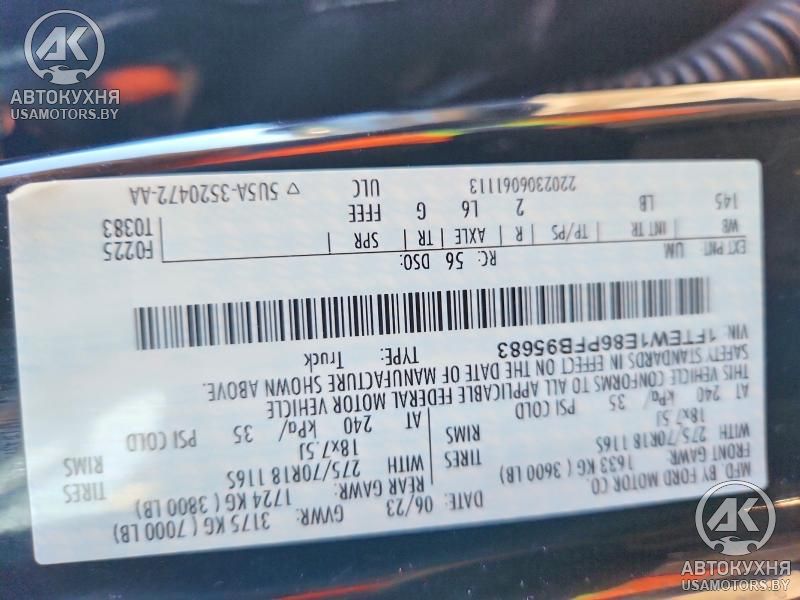 AK
АВТОКУХНЯ
USAMOTORS.BY
MFD. BY FORD MOTOR CO.
DATE: 06/23 GVWR: 3175 KG ( 7000 LB)
FRONT GAWR: REAR GAWR:
1633 KG ( 3600 LB) 1724 KG ( 3800 LB)
WITH TIRES WITH TIRES
275/70R18 116S 275/70R18 116S
18x7.5J RIMS 18x7.5J RIMS
AT 240 kPa/ 35 PSI COLD AT 240 kPa/ 35 PSI COLD
THIS VEHICLE CONFORMS TO ALL APPLICABLE FEDERAL MOTOR VEHICLE
SAFETY STANDARDS IN EFFECT ON THE DATE OF MANUFACTURE SHOWN ABOVE.
VIN: 1FTEW1E86PFB95683 TYPE: Truck
EXT PNT: UM RC: 56 DSO: F0225
WB INT TR TP/PS R AXLE TR SPR T0383
145 LB 2 L6 G FFEE
220230606​1113 ULC ▽ 5U5A-3520472-AA
AK
АВТОКУХНЯ
USAMOTORS.BY